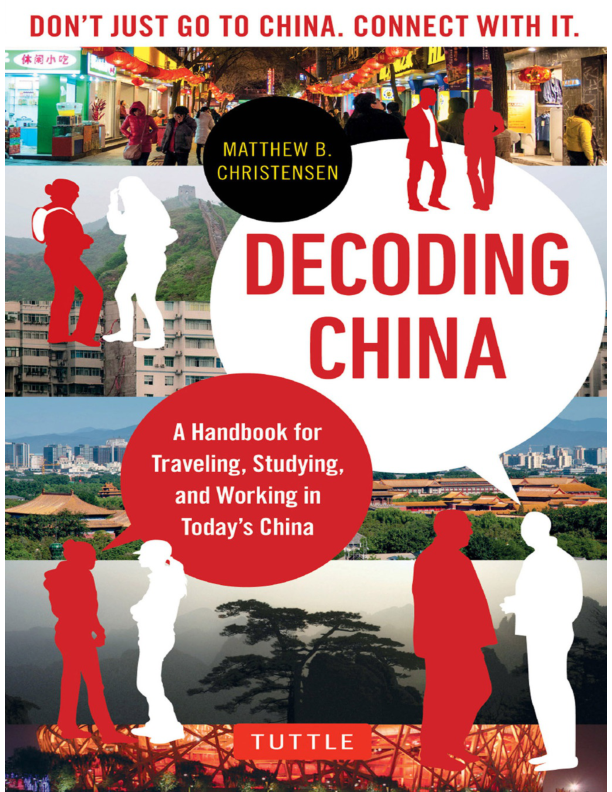 DON'T JUST GO TO CHINA. CONNECT WITH IT.
休闲小吃
MATTHEW B.
CHRISTENSEN
DECODING
CHINA
A Handbook for
Traveling, Studying,
and Working in
Today's China
TUTTLE